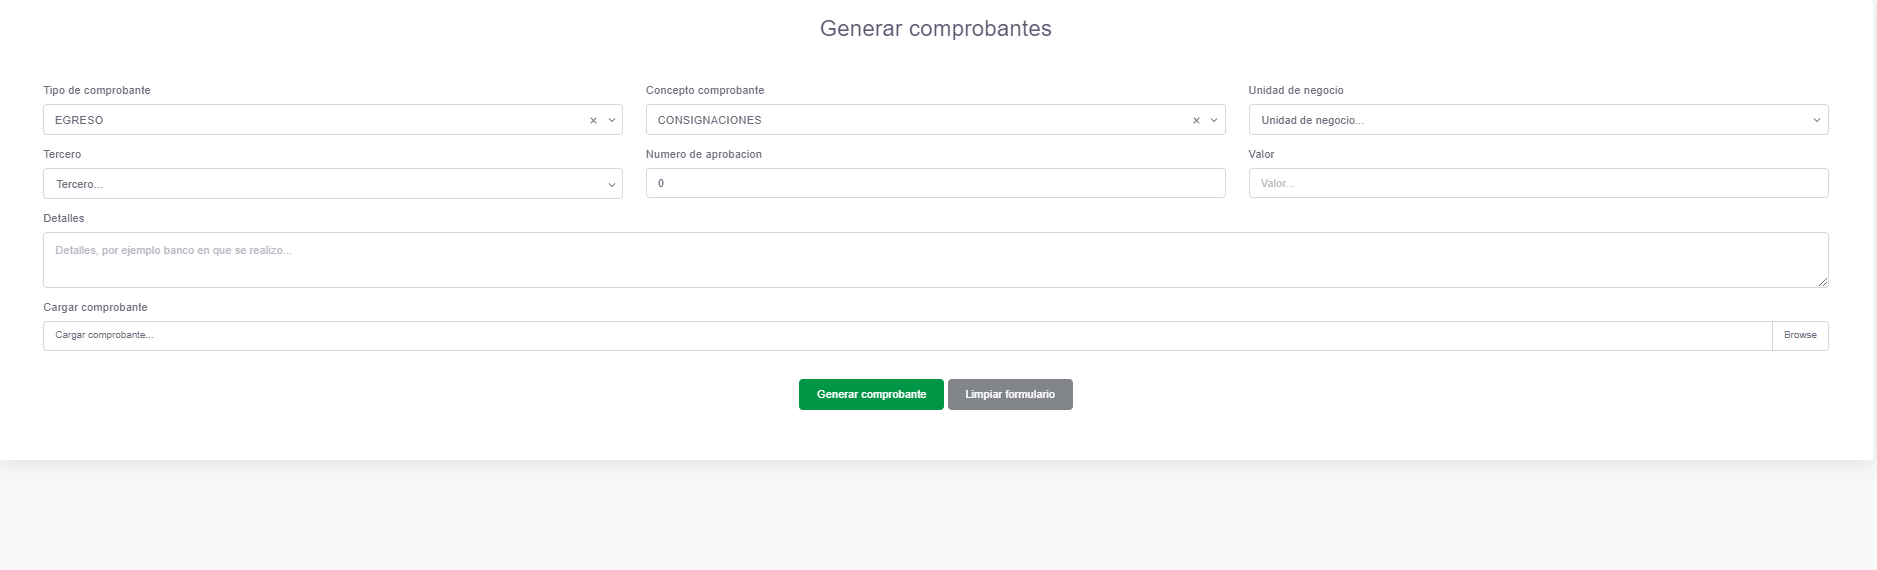 Generar comprobantes
Tipo de comprobante
EGRESO
Concepto comprobante
CONSIGNACIONES
Unidad de negocio
Unidad de negocio...
Tercero
Tercero...
Numero de aprobacion
0
Valor
Valor...
Detalles
Detalles, por ejemplo banco en que se realizo...
Cargar comprobante
Cargar comprobante...
Browse
Generar comprobante
Limpiar formulario